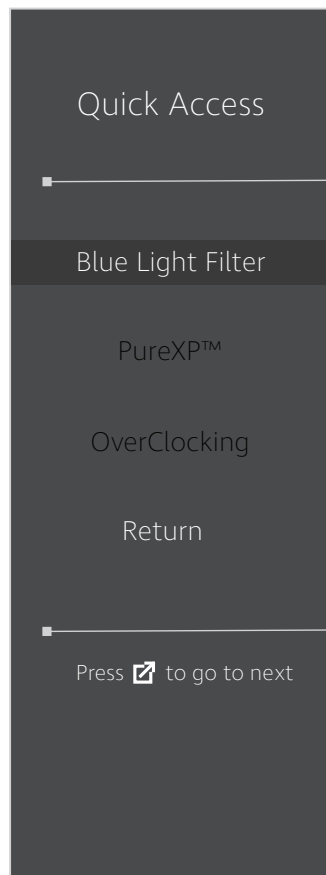 Quick Access
Blue Light Filter
PureXP™
OverClocking
Return
Press to go to next